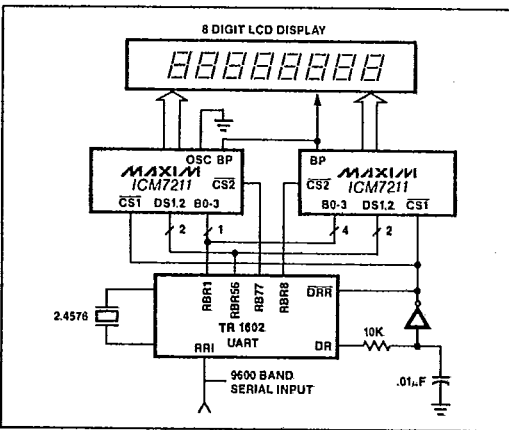 8 DIGIT LCD DISPLAY
88888888
OSC BP
BP
MAXIM
ICM7211
CS2
CS2
MAXIM
ICM7211
CS1 DS1,2 B0-3
B0-3 DS1,2 CS1
2
1
4
2
RBR1
RBR56
RB77
RBR8
DRR
2.4576
TR 1602
UART
RRI
DR
10K
.01µF
9600 BAND
SERIAL INPUT